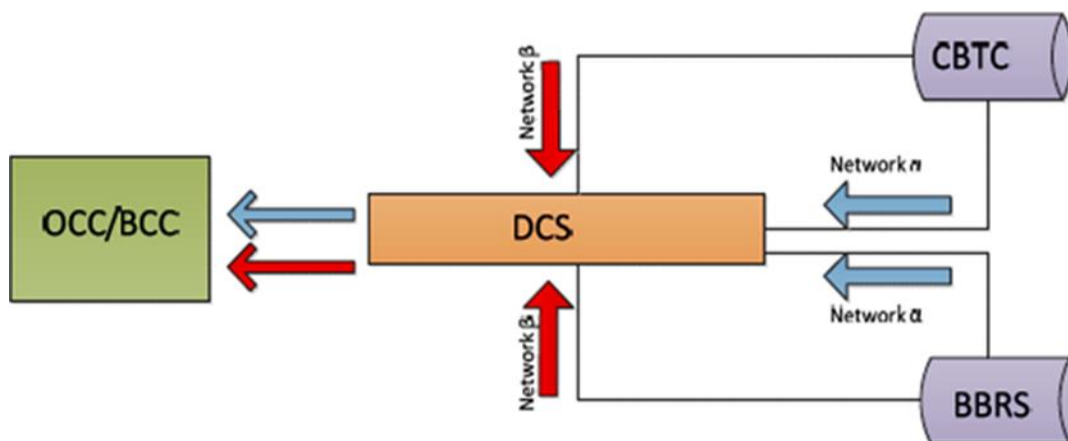 CBTC
Network β
Network n
OCC/BCC
DCS
Network α
Network β
BBRS